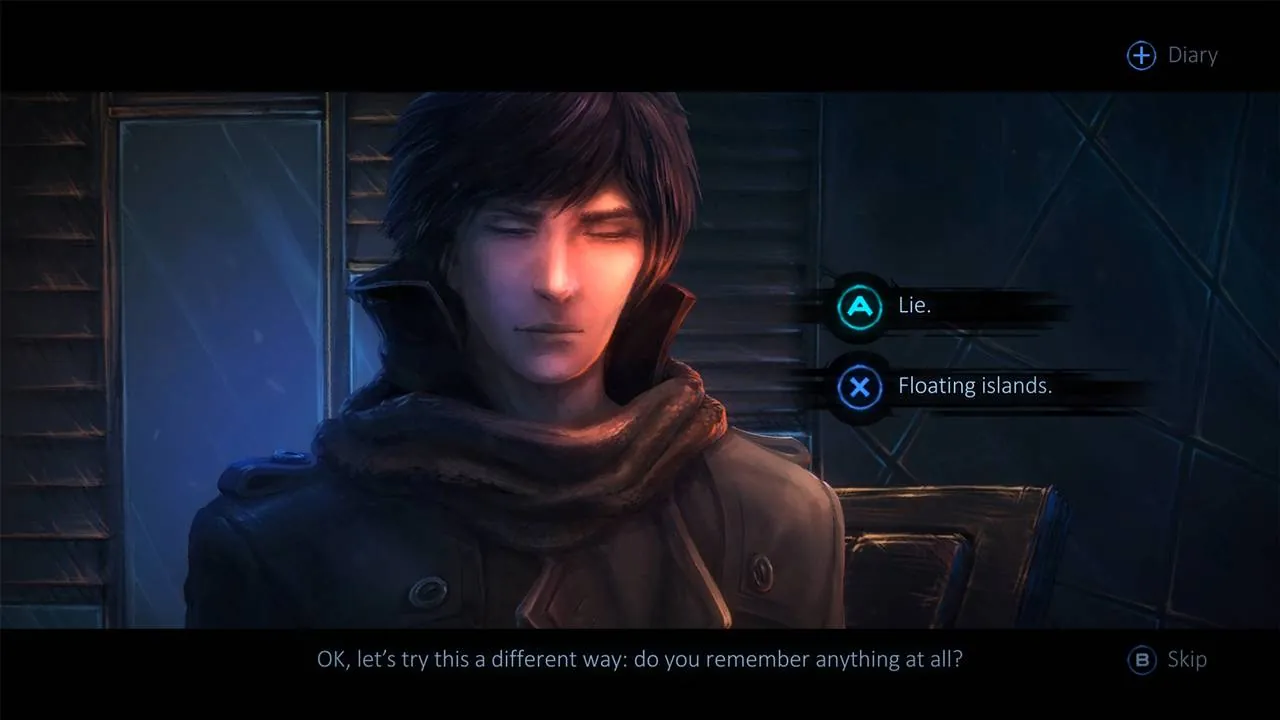 + Diary
A Lie.
X Floating islands.
OK, let's try this a different way: do you remember anything at all?
B Skip